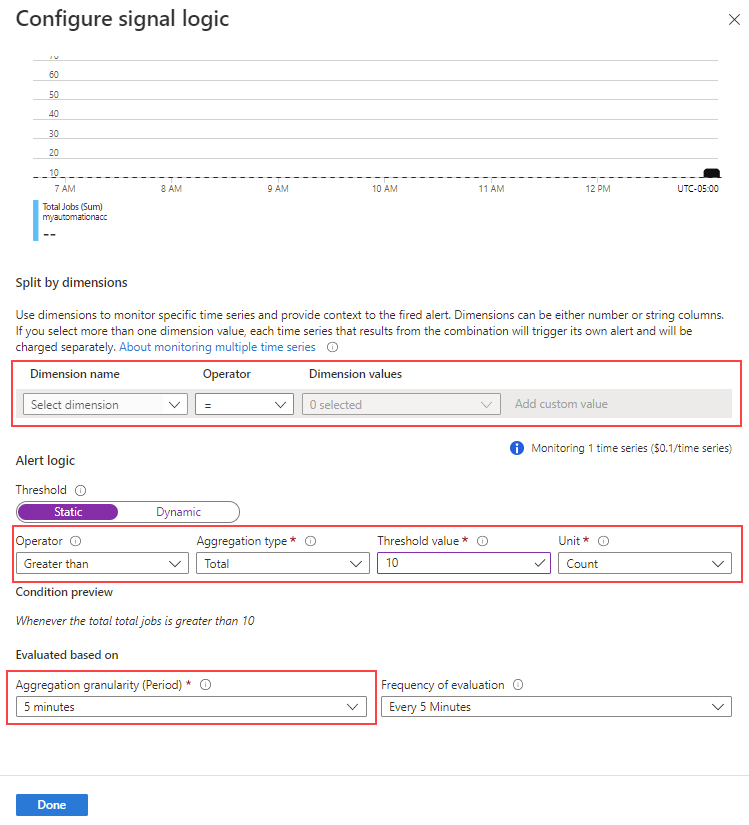 Configure signal logic
70
60
50
40
30
20
10
7 AM 8 AM 9 AM 10 AM 11 AM 12 PM UTC-05:00
Total Jobs (Sum)
myautomationacc
--
Split by dimensions
Use dimensions to monitor specific time series and provide context to the fired alert. Dimensions can be either number or string columns.
If you select more than one dimension value, each time series that results from the combination will trigger its own alert and will be
charged separately. About monitoring multiple time series
Dimension name Operator Dimension values
Select dimension = 0 selected Add custom value
Monitoring 1 time series ($0.1/time series)
Alert logic
Threshold
Static Dynamic
Operator Aggregation type * Threshold value * Unit *
Greater than Total 10 Count
Condition preview
Whenever the total total jobs is greater than 10
Evaluated based on
Aggregation granularity (Period) * Frequency of evaluation
5 minutes Every 5 Minutes
Done